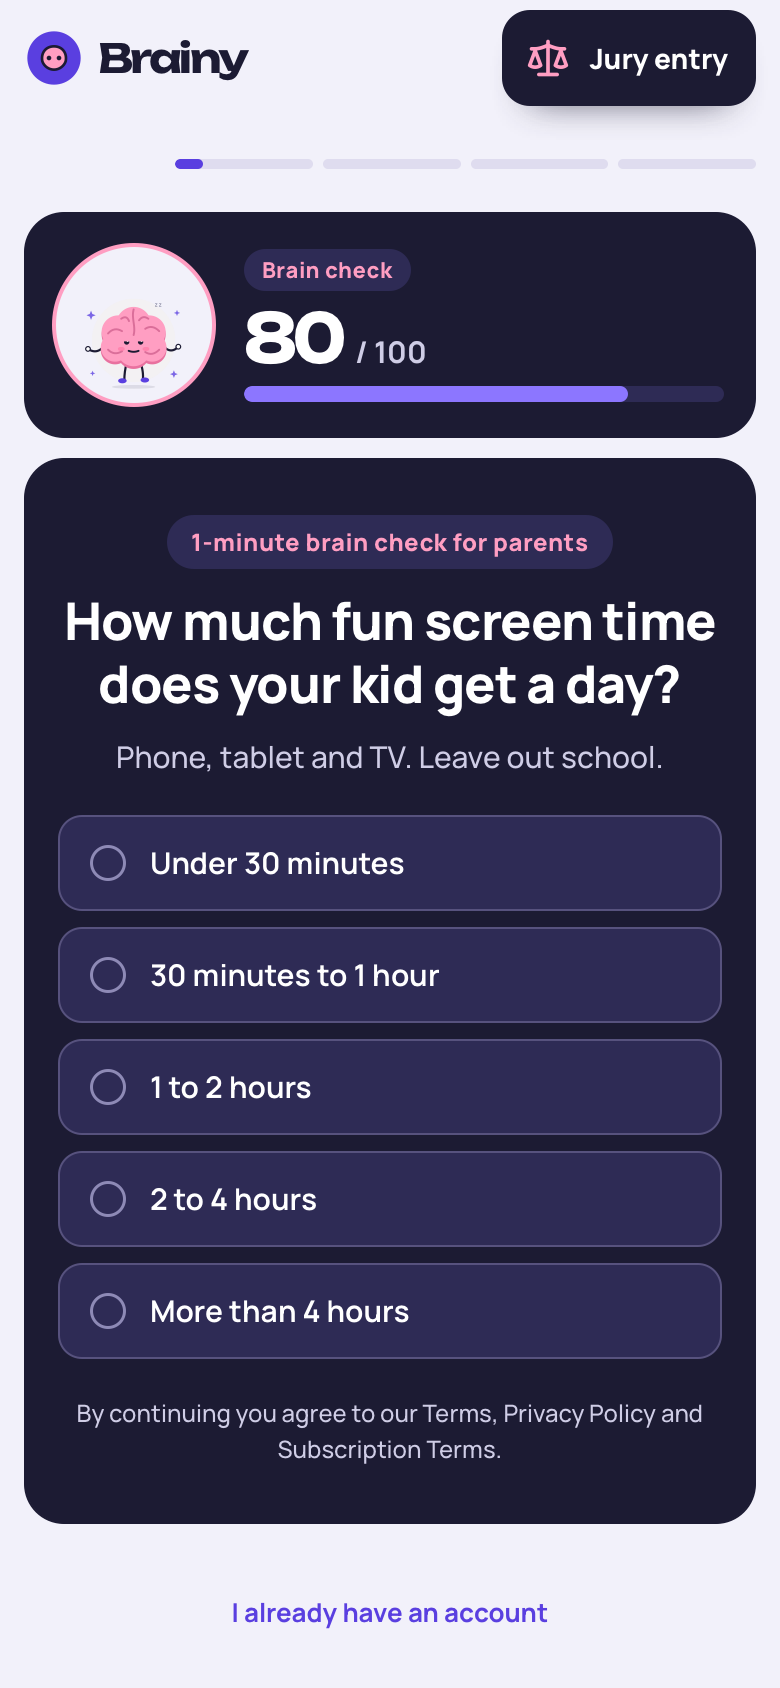 Brainy
Jury entry
Brain check
80 / 100
1-minute brain check for parents
How much fun screen time
does your kid get a day?
Phone, tablet and TV. Leave out school.
Under 30 minutes
30 minutes to 1 hour
1 to 2 hours
2 to 4 hours
More than 4 hours
By continuing you agree to our Terms, Privacy Policy and
Subscription Terms.
I already have an account